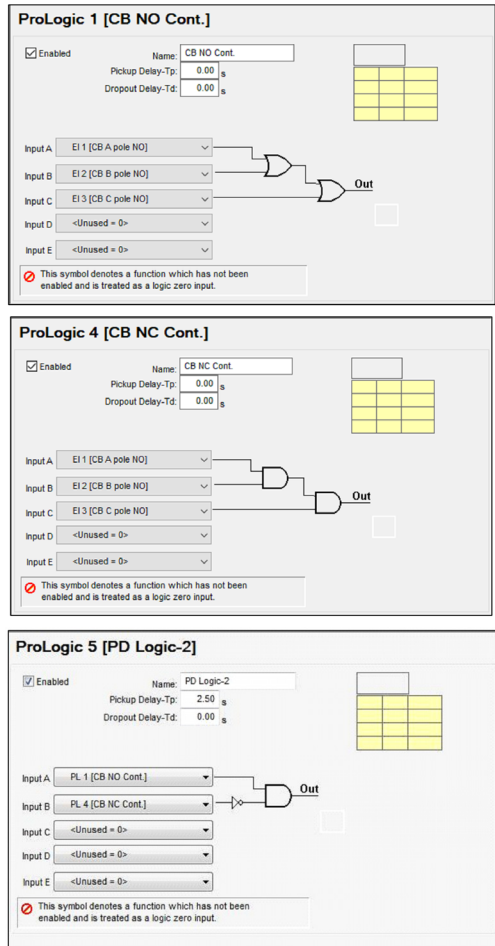 ProLogic 1 [CB NO Cont.]
Enabled
Name: CB NO Cont.
Pickup Delay-Tp: 0.00 s
Dropout Delay-Td: 0.00 s
Input A EI 1 [CB A pole NO]
Input B EI 2 [CB B pole NO]
Out
Input C EI 3 [CB C pole NO]
Input D <Unused = 0>
Input E <Unused = 0>
This symbol denotes a function which has not been
enabled and is treated as a logic zero input.
ProLogic 4 [CB NC Cont.]
Enabled
Name: CB NC Cont.
Pickup Delay-Tp: 0.00 s
Dropout Delay-Td: 0.00 s
Input A EI 1 [CB A pole NO]
Input B EI 2 [CB B pole NO]
Out
Input C EI 3 [CB C pole NO]
Input D <Unused = 0>
Input E <Unused = 0>
This symbol denotes a function which has not been
enabled and is treated as a logic zero input.
ProLogic 5 [PD Logic-2]
Enabled
Name: PD Logic-2
Pickup Delay-Tp: 2.50 s
Dropout Delay-Td: 0.00 s
Input A PL 1 [CB NO Cont.]
Out
Input B PL 4 [CB NC Cont.]
Input C <Unused = 0>
Input D <Unused = 0>
Input E <Unused = 0>
This symbol denotes a function which has not been
enabled and is treated as a logic zero input.